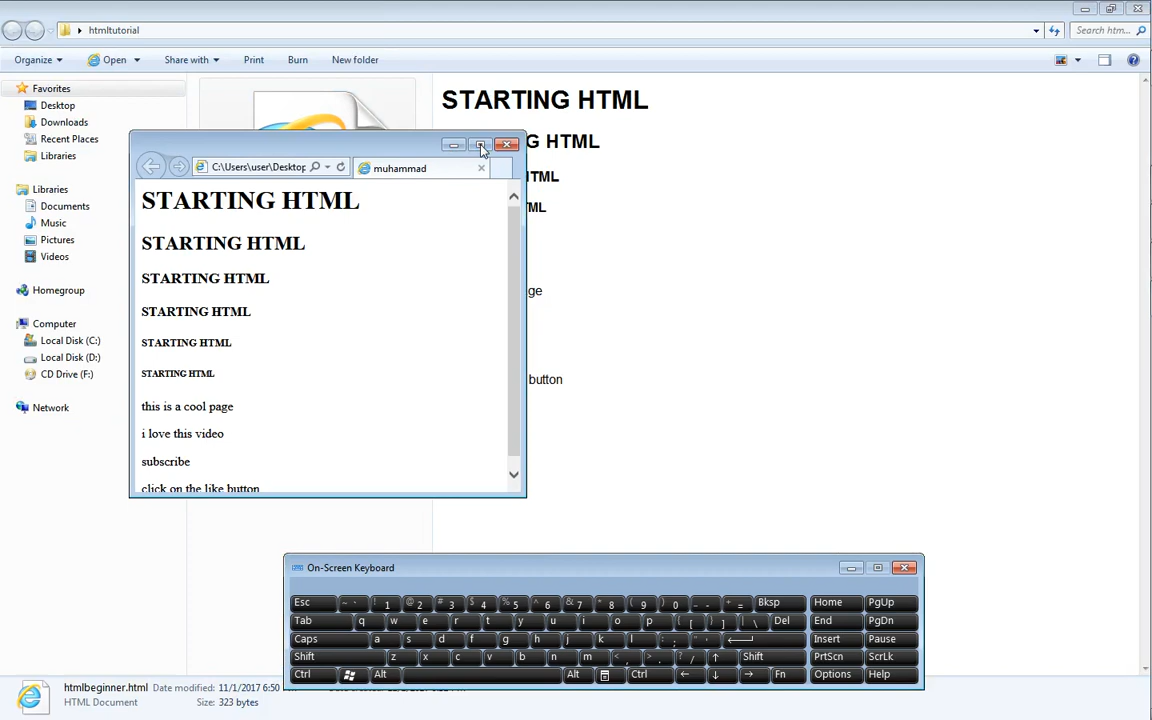 htmltutorial
Search htm...
Organize
Open
Share with
Print
Burn
New folder
Favorites
Desktop
Downloads
Recent Places
Libraries
Libraries
Documents
Music
Pictures
Videos
Homegroup
Computer
Local Disk (C:)
Local Disk (D:)
CD Drive (F:)
Network
STARTING HTML
G HTML
TML
ML
ge
button
C:\Users\user\Desktop
muhammad
STARTING HTML
STARTING HTML
STARTING HTML
STARTING HTML
STARTING HTML
STARTING HTML
this is a cool page
i love this video
subscribe
click on the like button
On-Screen Keyboard
Esc ~ ` ! 1 @ 2 # 3 $ 4 % 5 ^ 6 & 7 * 8 ( 9 ) 0 _ - + = Bksp Home PgUp
Tab q w e r t y u i o p { [ } ] | \ Del End PgDn
Caps a s d f g h j k l : ; " ' Insert Pause
Shift z x c v b n m < , > . ? / ↑ Shift PrtScn ScrLk
Ctrl Alt Alt Ctrl ← ↓ → Fn Options Help
htmlbeginner.html Date modified: 11/1/2017 6:50
HTML Document Size: 323 bytes